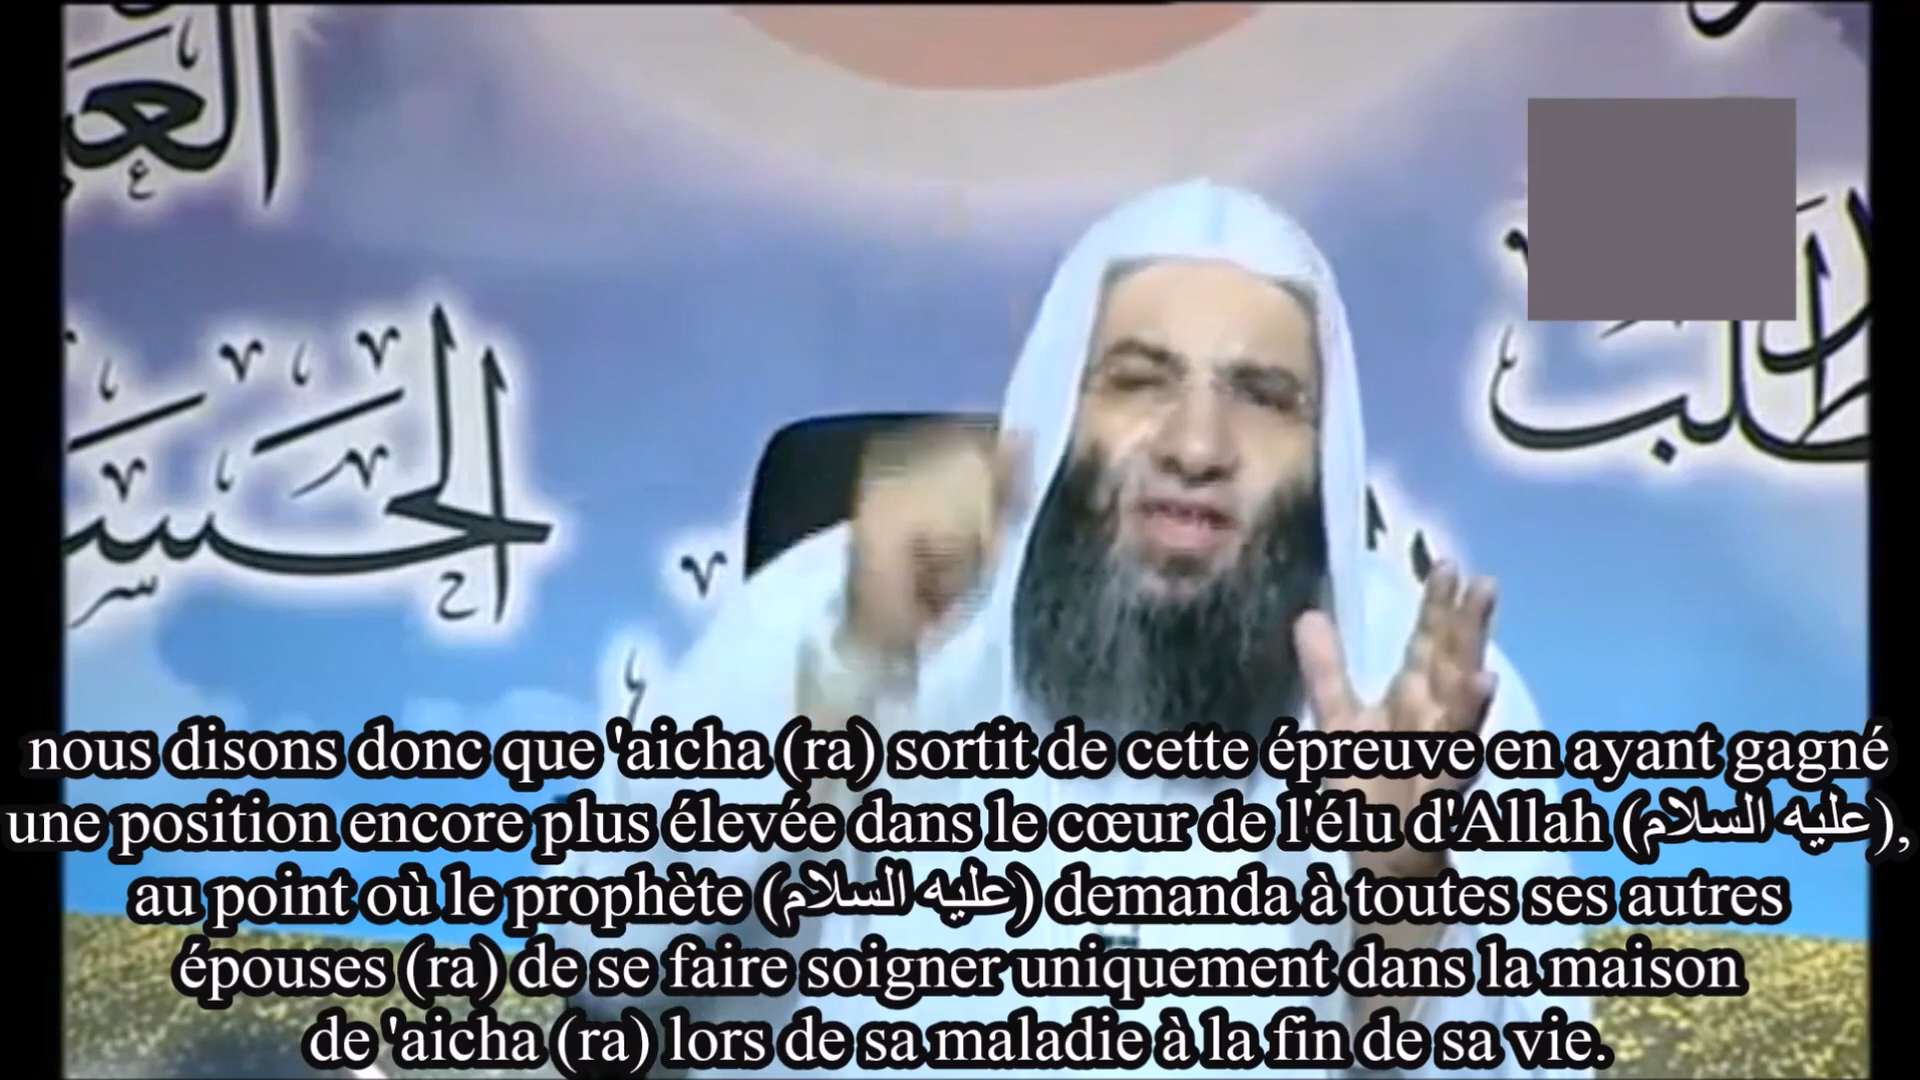 العـ
المطلب
الحسـ
nous disons donc que 'aicha (ra) sortit de cette épreuve en ayant gagné
une position encore plus élevée dans le cœur de l'élu d'Allah (عليه السلام),
au point où le prophète (عليه السلام) demanda à toutes ses autres
épouses (ra) de se faire soigner uniquement dans la maison
de 'aicha (ra) lors de sa maladie à la fin de sa vie.